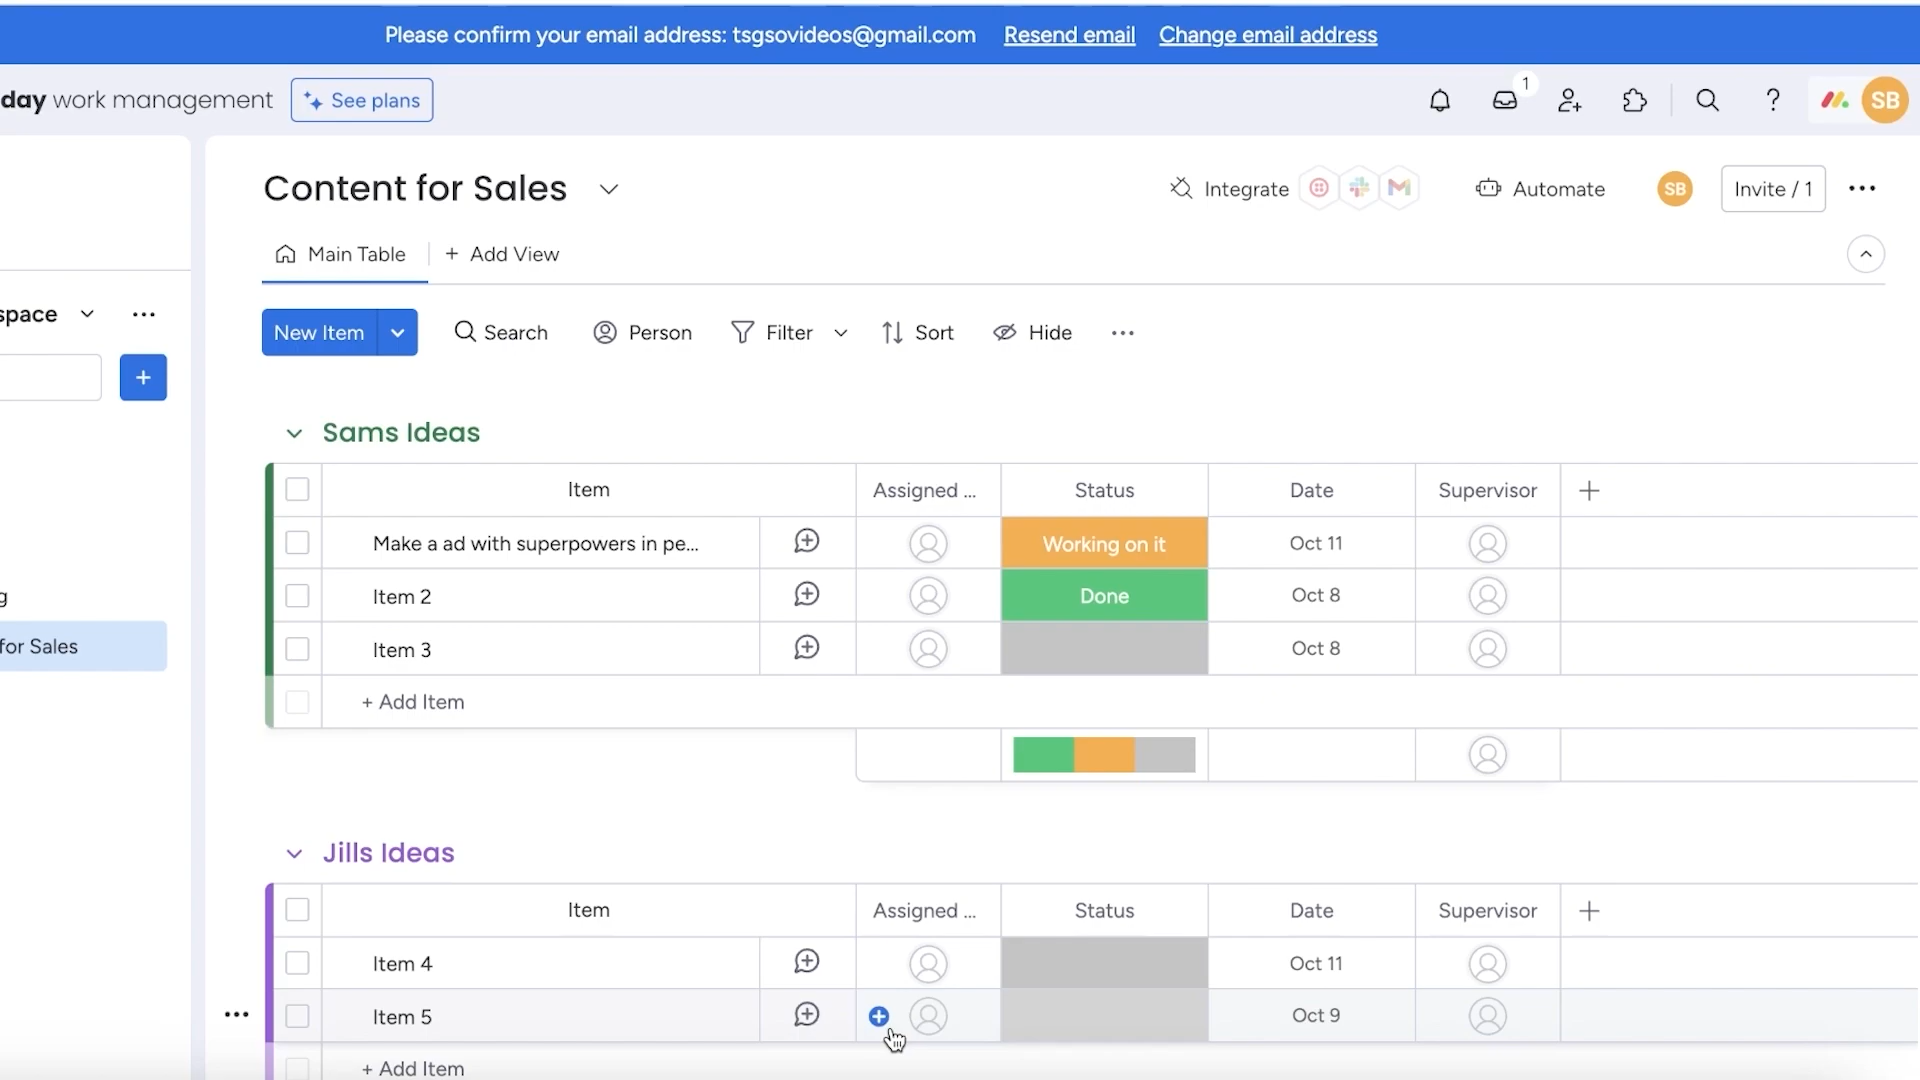 Please confirm your email address: tsgsovideos@gmail.com Resend email Change email address
day work management See plans 1 SB
Content for Sales Integrate Automate SB Invite / 1
Main Table + Add View
space
New Item Search Person Filter Sort Hide
+
Sams Ideas
Item Assigned ... Status Date Supervisor +
Make a ad with superpowers in pe... Working on it Oct 11
Item 2 Done Oct 8
g
for Sales
Item 3 Oct 8
+ Add Item
Jills Ideas
Item Assigned ... Status Date Supervisor +
Item 4 Oct 11
Item 5 Oct 9
+ Add Item